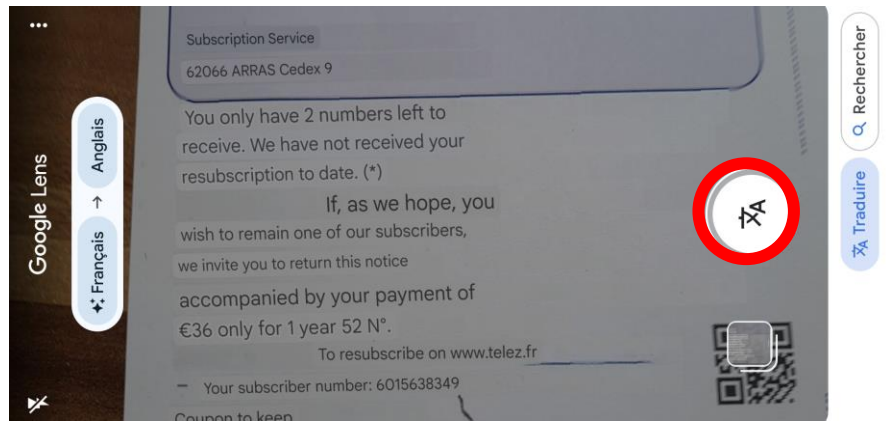 Google Lens
Français → Anglais
Subscription Service
62066 ARRAS Cedex 9
You only have 2 numbers left to
receive. We have not received your
resubscription to date. (*)
If, as we hope, you
wish to remain one of our subscribers,
we invite you to return this notice
accompanied by your payment of
€36 only for 1 year 52 N°.
To resubscribe on www.telez.fr
– Your subscriber number: 6015638349
Coupon to keep
Traduire
Rechercher